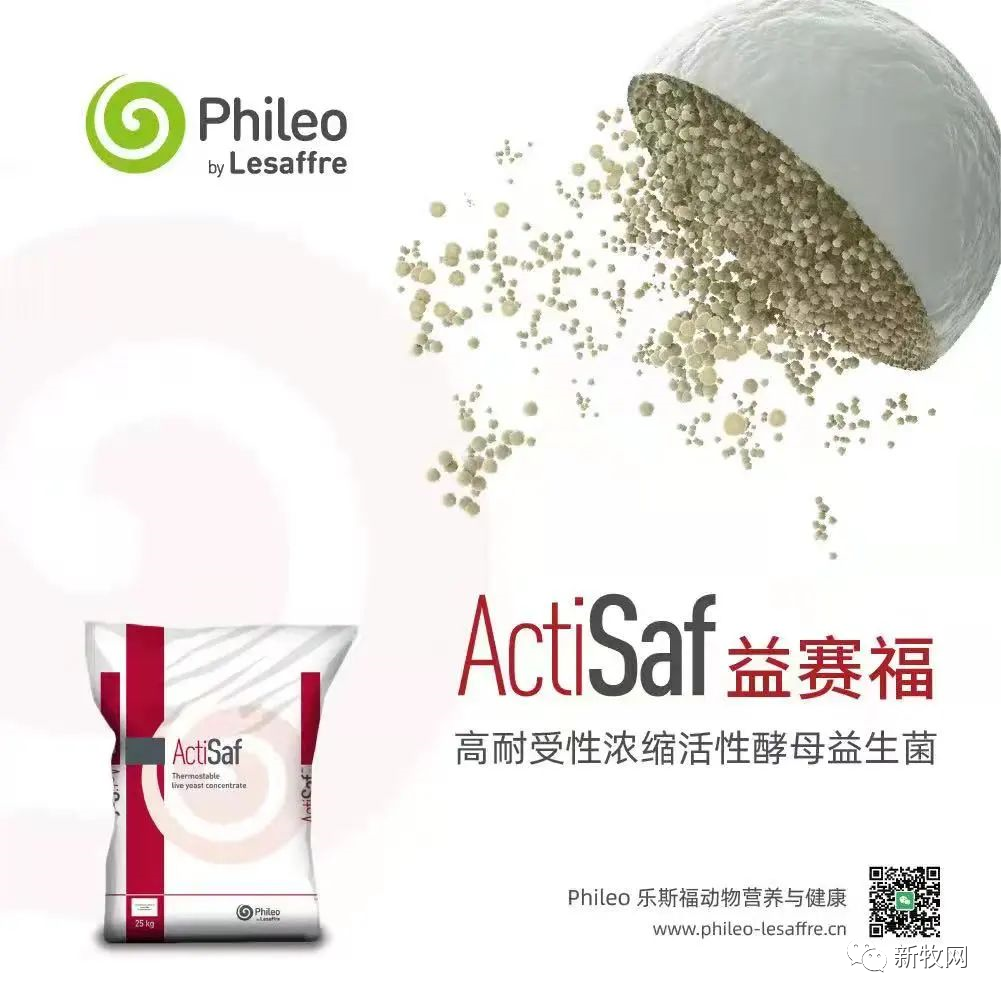 Phileo
by Lesaffre
ActiSaf 益赛福
高耐受性浓缩活性酵母益生菌
ActiSaf
Thermostable
live yeast concentrate
Phileo
by Lesaffre
25 kg
Phileo 乐斯福动物营养与健康
www.phileo-lesaffre.cn
新牧网